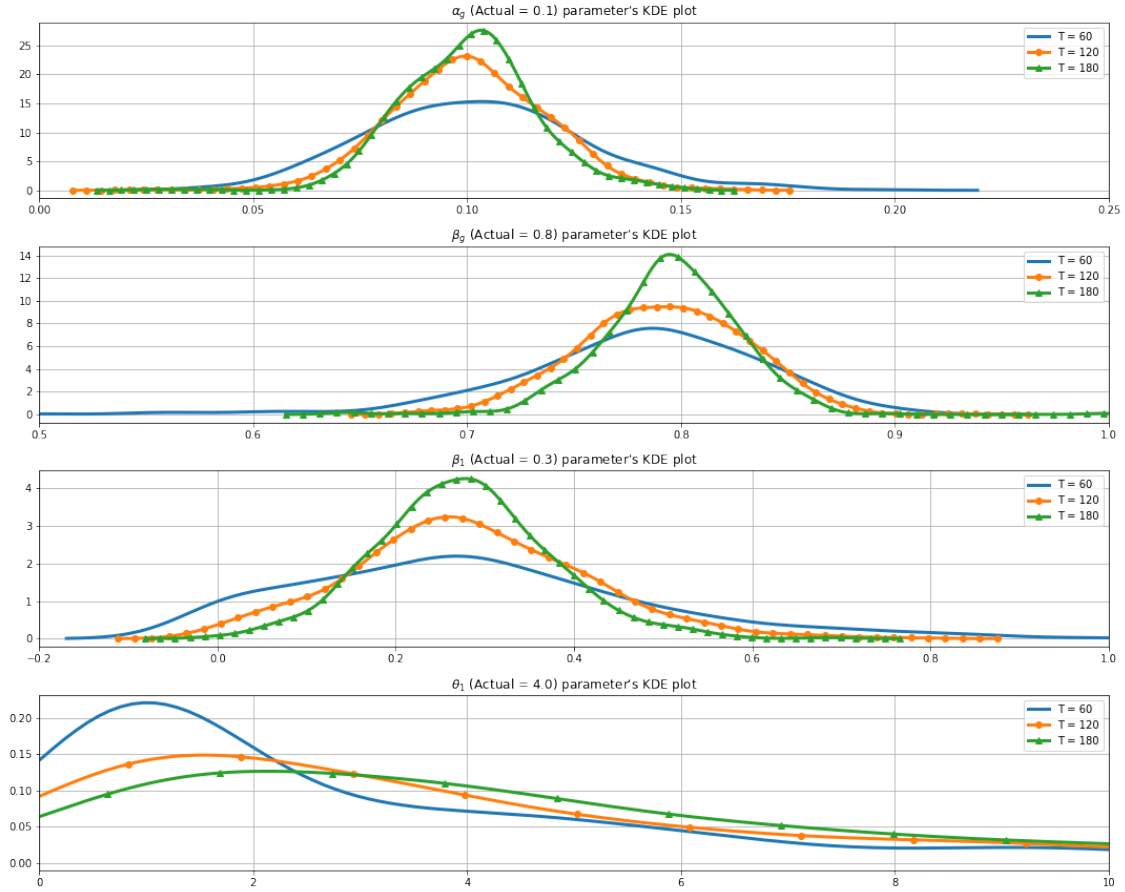 α_g (Actual = 0.1) parameter's KDE plot
25
20
15
10
5
0
T = 60
T = 120
T = 180
0.00 0.05 0.10 0.15 0.20 0.25
β_g (Actual = 0.8) parameter's KDE plot
14
12
10
8
6
4
2
0
T = 60
T = 120
T = 180
0.5 0.6 0.7 0.8 0.9 1.0
β_1 (Actual = 0.3) parameter's KDE plot
4
3
2
1
0
T = 60
T = 120
T = 180
−0.2 0.0 0.2 0.4 0.6 0.8 1.0
θ_1 (Actual = 4.0) parameter's KDE plot
0.20
0.15
0.10
0.05
0.00
T = 60
T = 120
T = 180
0 2 4 6 8 10